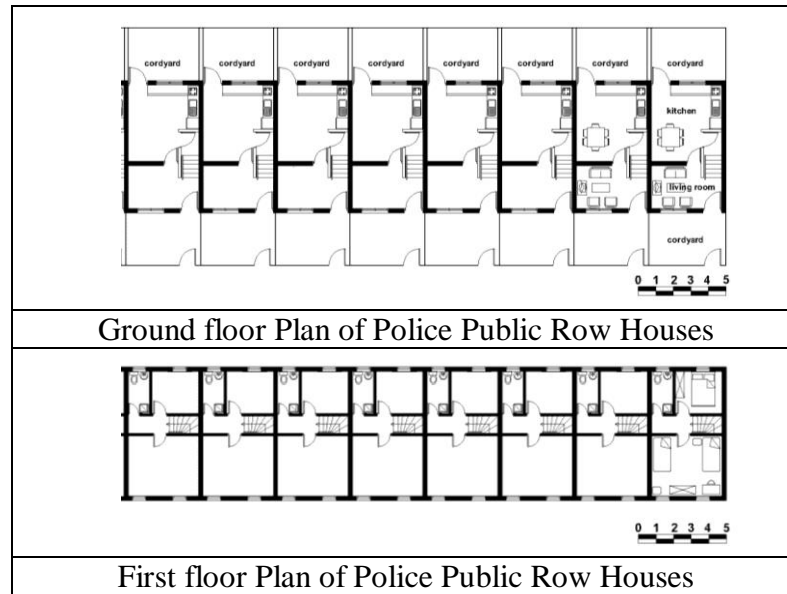 cordyard cordyard cordyard cordyard cordyard cordyard cordyard cordyard
kitchen
living room
cordyard
0 1 2 3 4 5
Ground floor Plan of Police Public Row Houses
0 1 2 3 4 5
First floor Plan of Police Public Row Houses